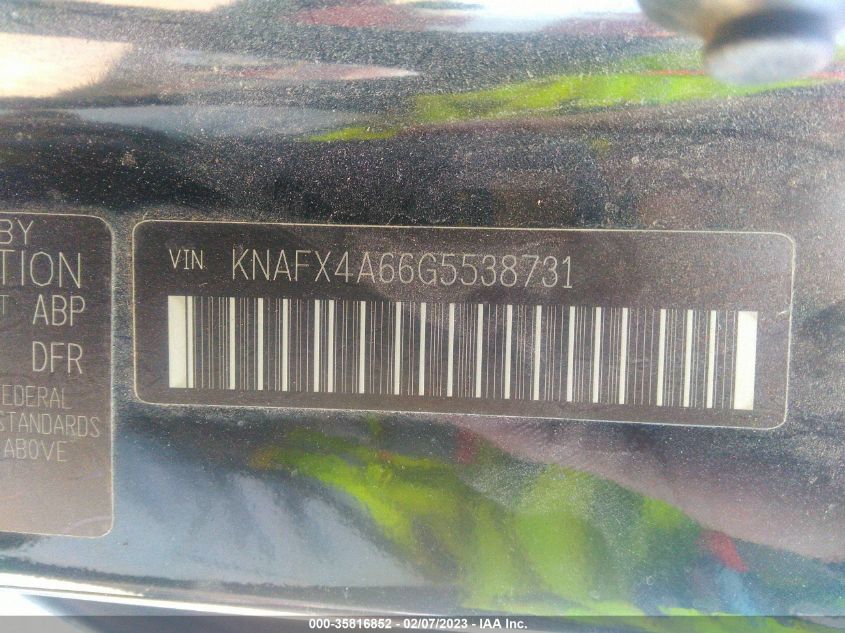 BY
TION
T ABP
DFR
EDERAL
STANDARDS
ABOVE
VIN KNAFX4A66G5538731
000-35816852 — 02/07/2023 — IAA Inc.